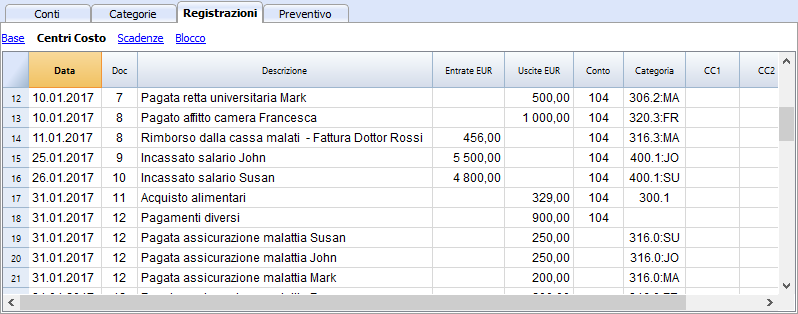 Conti Categorie Registrazioni Preventivo
Base Centri Costo Scadenze Blocco
Data Doc Descrizione Entrate EUR Uscite EUR Conto Categoria CC1 CC2
12 10.01.2017 7 Pagata retta universitaria Mark 500,00 104 306.2:MA
13 10.01.2017 8 Pagato affitto camera Francesca 1 000,00 104 320.3:FR
14 11.01.2017 8 Rimborso dalla cassa malati - Fattura Dottor Rossi 456,00 104 316.3:MA
15 25.01.2017 9 Incassato salario John 5 500,00 104 400.1:JO
16 26.01.2017 10 Incassato salario Susan 4 800,00 104 400.1:SU
17 31.01.2017 11 Acquisto alimentari 329,00 104 300.1
18 31.01.2017 12 Pagamenti diversi 900,00 104
19 31.01.2017 12 Pagata assicurazione malattia Susan 250,00 316.0:SU
20 31.01.2017 12 Pagata assicurazione malattia John 250,00 316.0:JO
21 31.01.2017 12 Pagata assicurazione malattia Mark 200,00 316.0:MA